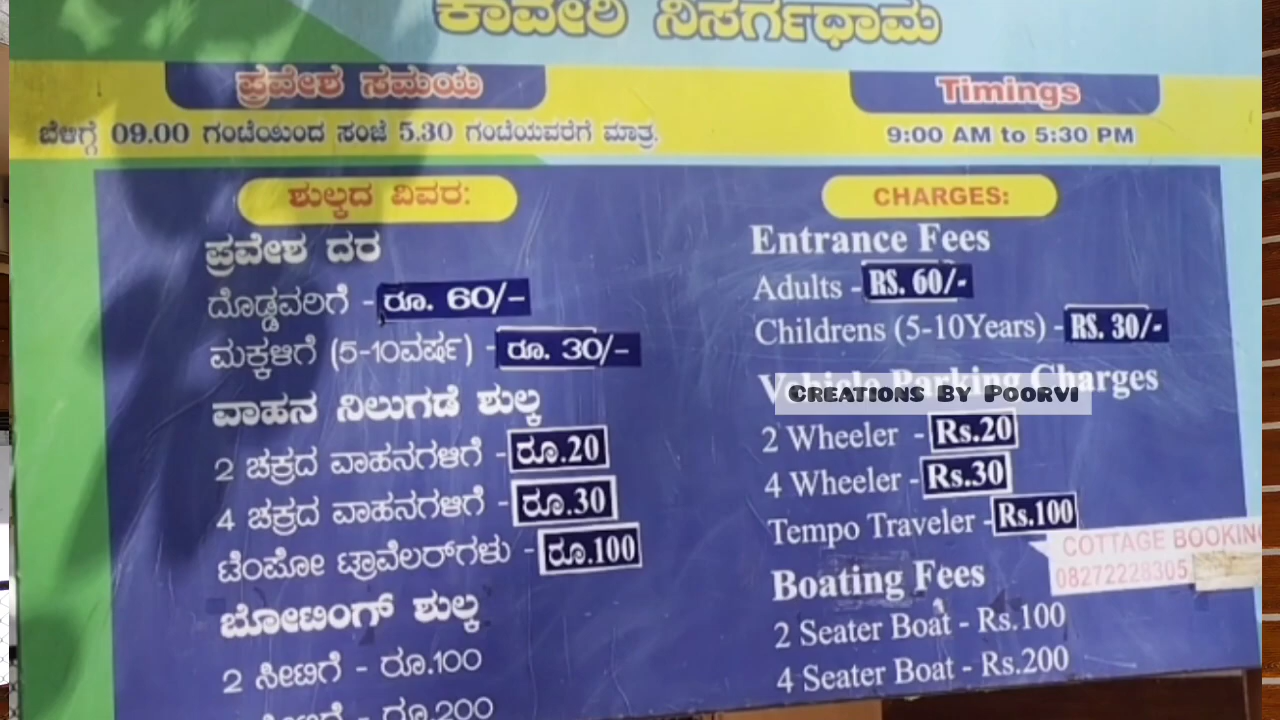 ಕಾವೇರಿ ನಿಸರ್ಗಧಾಮ
ಪ್ರವೇಶ ಸಮಯ
ಬೆಳಿಗ್ಗೆ 09.00 ಗಂಟೆಯಿಂದ ಸಂಜೆ 5.30 ಗಂಟೆಯವರೆಗೆ ಮಾತ್ರ.
ಶುಲ್ಕದ ವಿವರ:
ಪ್ರವೇಶ ದರ
ದೊಡ್ಡವರಿಗೆ - ರೂ. 60/-
ಮಕ್ಕಳಿಗೆ (5-10ವರ್ಷ) - ರೂ. 30/-
ವಾಹನ ನಿಲುಗಡೆ ಶುಲ್ಕ
2 ಚಕ್ರದ ವಾಹನಗಳಿಗೆ - ರೂ.20
4 ಚಕ್ರದ ವಾಹನಗಳಿಗೆ - ರೂ.30
ಟೆಂಪೋ ಟ್ರಾವೆಲರ್‌ಗಳು - ರೂ.100
ಬೋಟಿಂಗ್ ಶುಲ್ಕ
2 ಸೀಟಿಗೆ - ರೂ.100
ಸೀಟಿಗೆ - ರೂ.200
Timings
9:00 AM to 5:30 PM
CHARGES:
Entrance Fees
Adults - RS. 60/-
Childrens (5-10Years) - RS. 30/-
Vehicle Parking Charges
Creations By Poorvi
2 Wheeler - Rs.20
4 Wheeler - Rs.30
Tempo Traveler - Rs.100
COTTAGE BOOKING
08272228305
Boating Fees
2 Seater Boat - Rs.100
4 Seater Boat - Rs.200